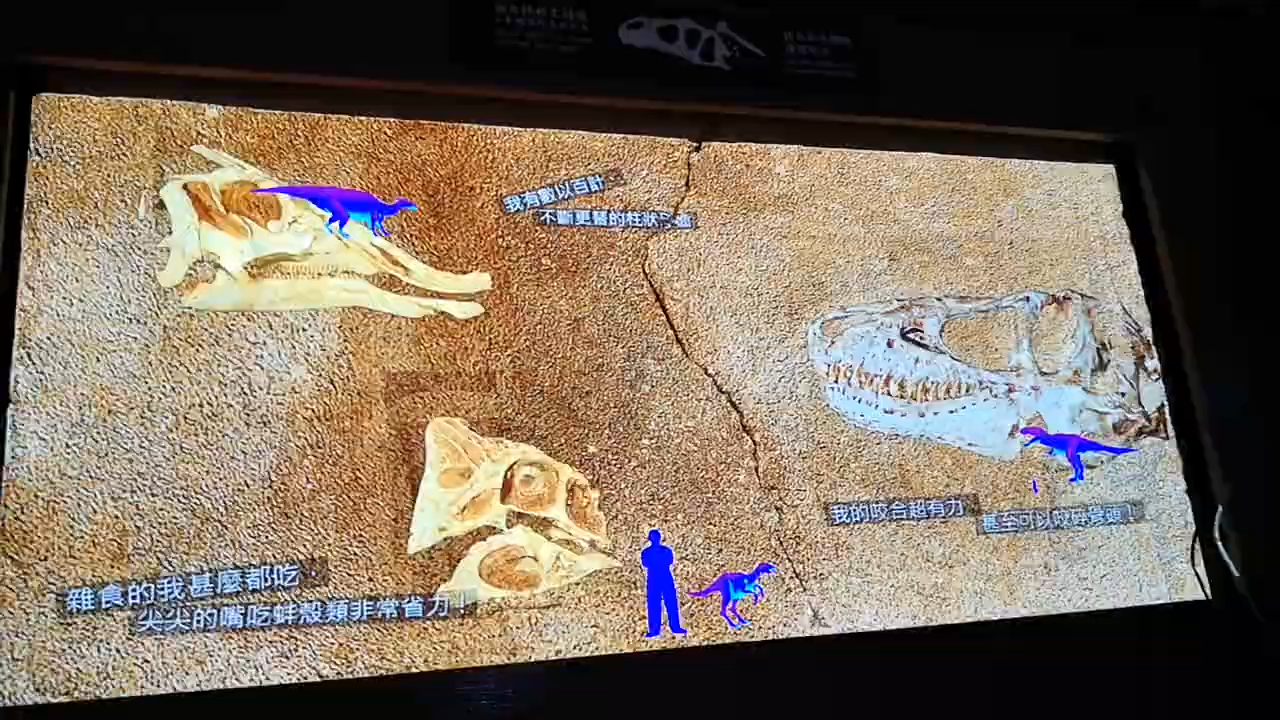 我有數以百計
不斷更替的柱狀牙齒
我的咬合超有力
甚至可以咬碎骨頭！
雜食的我甚麼都吃，
尖尖的嘴吃蚌殼類非常省力！